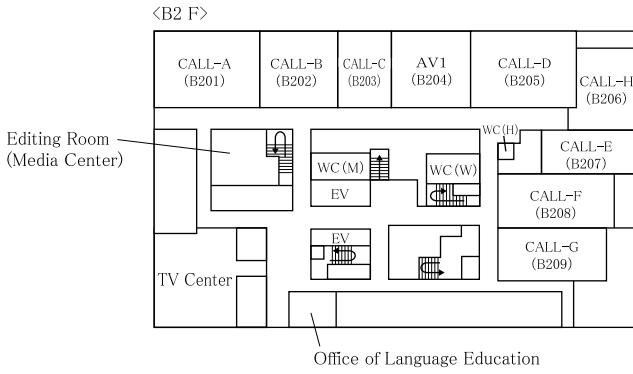 <B2 F>
CALL-A
(B201)
CALL-B
(B202)
CALL-C
(B203)
AV1
(B204)
CALL-D
(B205)
CALL-H
(B206)
Editing Room
(Media Center)
WC(H)
CALL-E
(B207)
WC(M)
WC(W)
EV
CALL-F
(B208)
EV
CALL-G
(B209)
TV Center
Office of Language Education